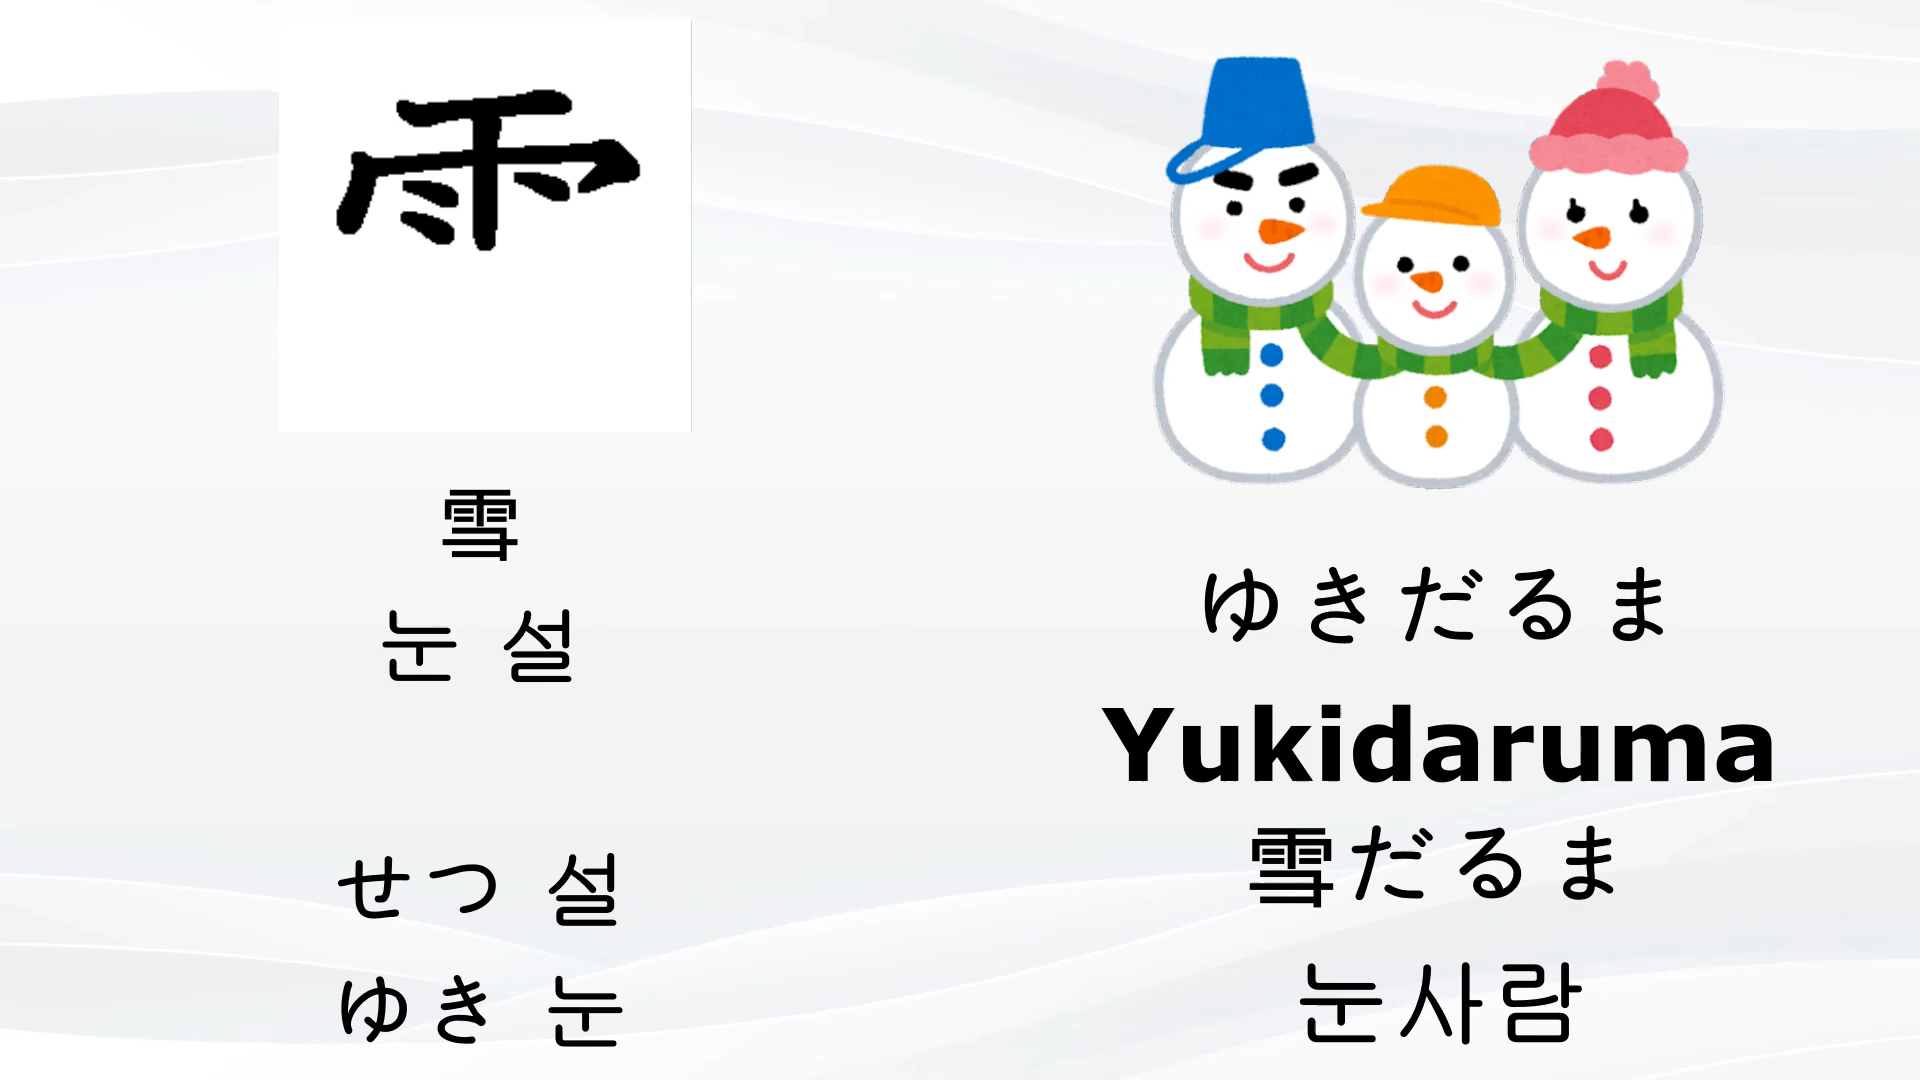 雪
눈 설
せつ 설
ゆき 눈
ゆきだるま
Yukidaruma
雪だるま
눈사람